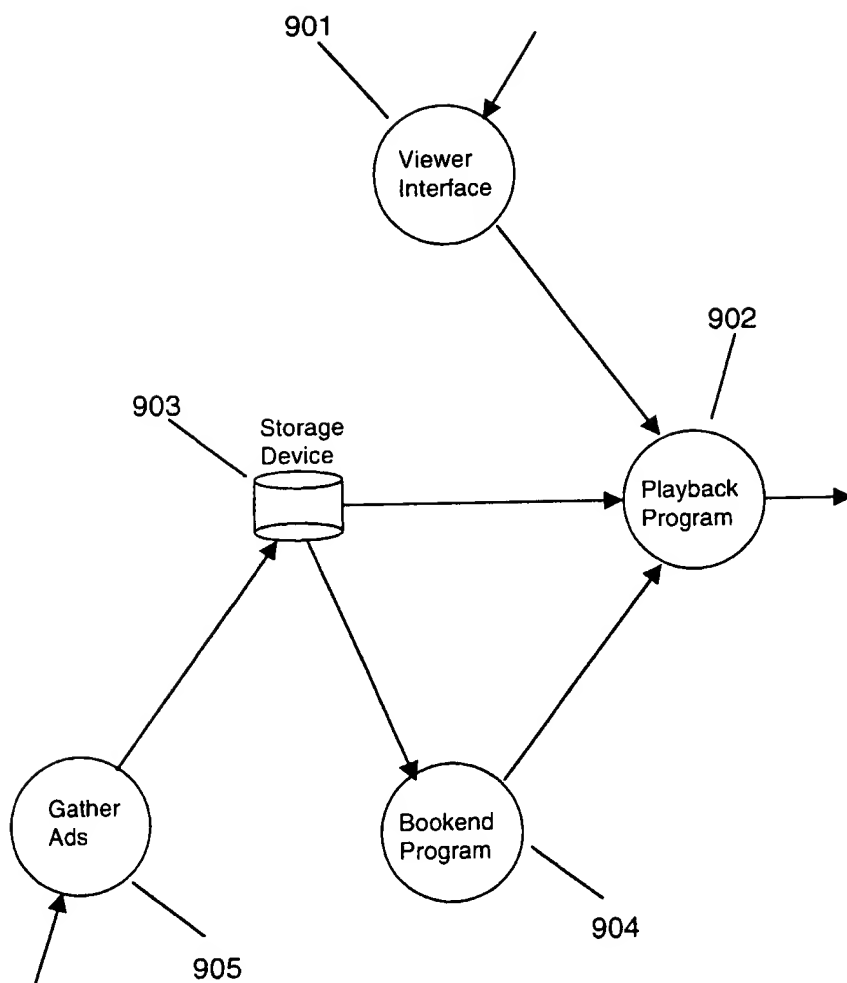 901
Viewer
Interface
902
903
Storage
Device
Playback
Program
Gather
Ads
Bookend
Program
904
905